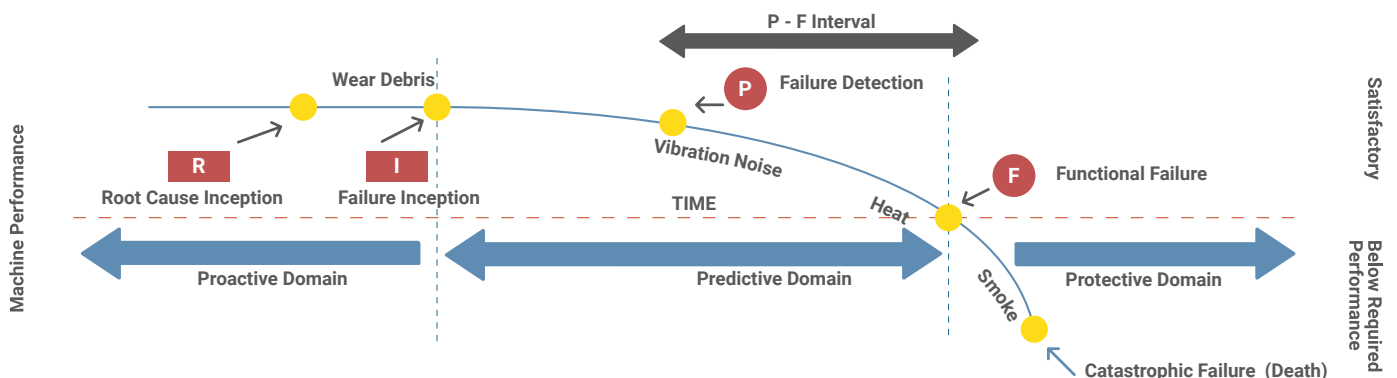 P - F Interval
Wear Debris
P
Failure Detection
Satisfactory
Machine Performance
Vibration Noise
R
I
F
Functional Failure
Root Cause Inception
Failure Inception
TIME
Heat
Below Required
Performance
Proactive Domain
Predictive Domain
Smoke
Protective Domain
Catastrophic Failure (Death)